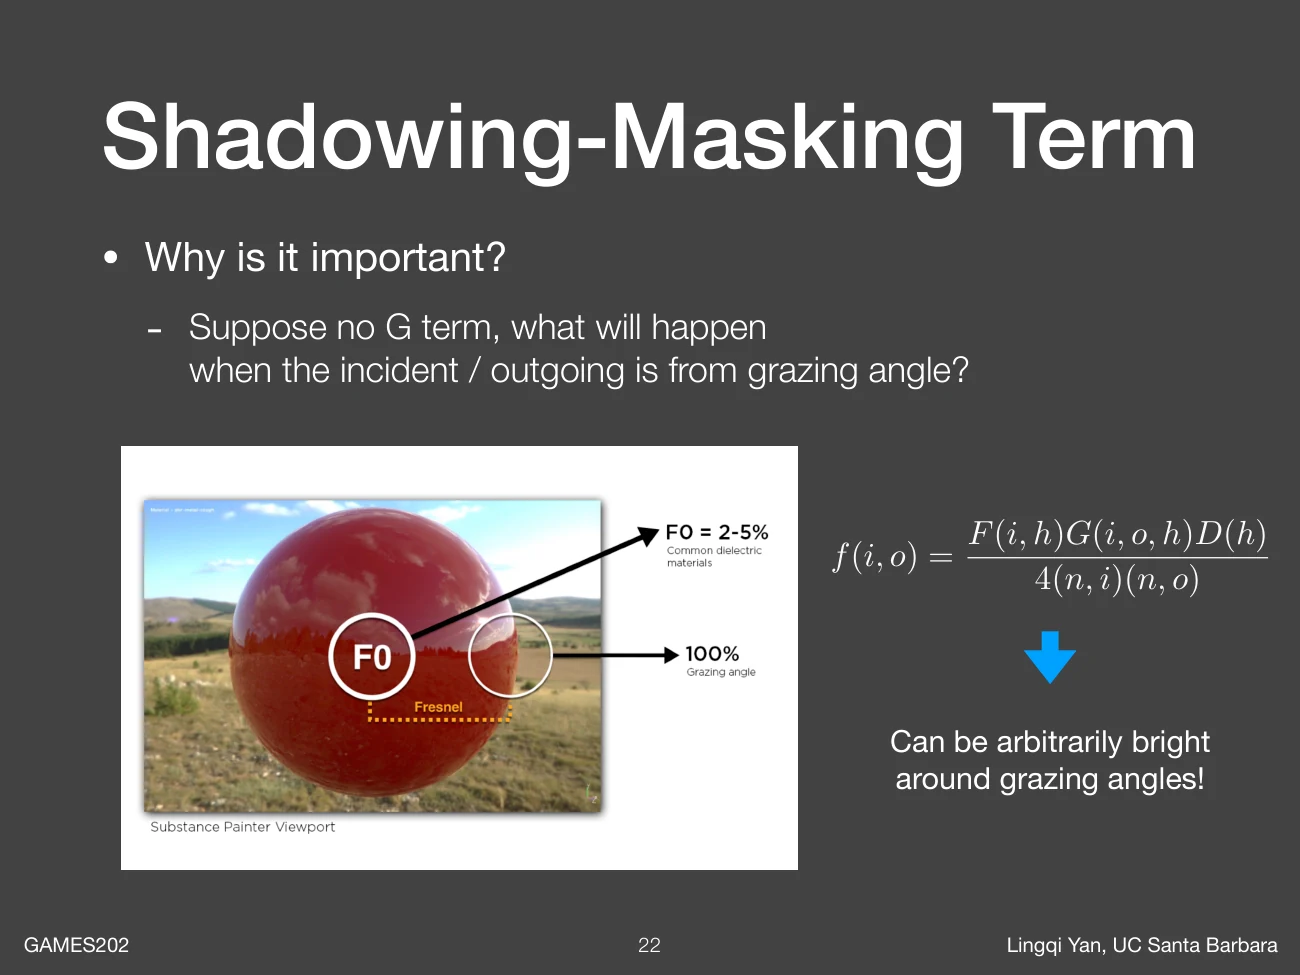 Shadowing-Masking Term
• Why is it important?
- Suppose no G term, what will happen
when the incident / outgoing is from grazing angle?
F0 = 2-5%
Common dielectric
materials
F0
100%
Grazing angle
Fresnel
Substance Painter Viewport
f(i, o) = F(i, h)G(i, o, h)D(h) / 4(n, i)(n, o)
Can be arbitrarily bright
around grazing angles!
GAMES202
22
Lingqi Yan, UC Santa Barbara